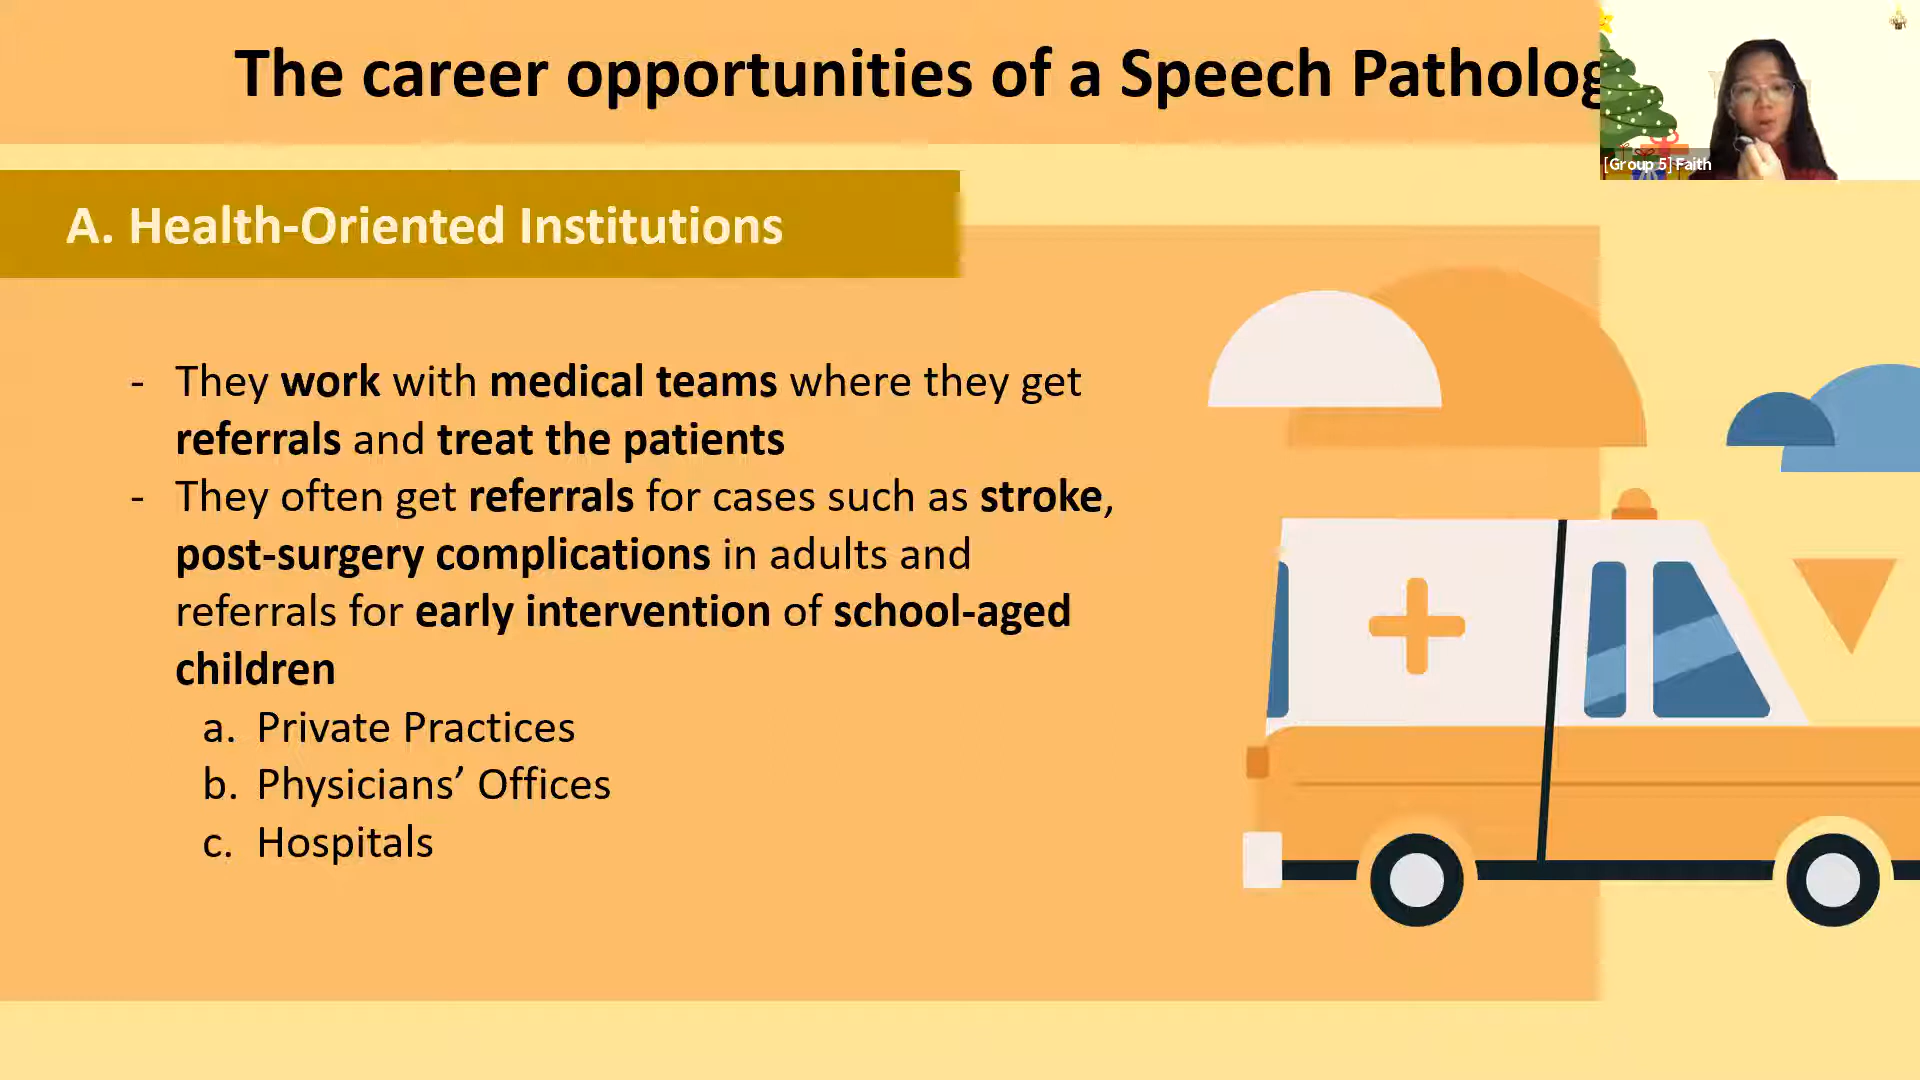 The career opportunities of a Speech Patholog
[Group 5] Faith
A. Health-Oriented Institutions
- They work with medical teams where they get
referrals and treat the patients
- They often get referrals for cases such as stroke,
post-surgery complications in adults and
referrals for early intervention of school-aged
children
a. Private Practices
b. Physicians’ Offices
c. Hospitals